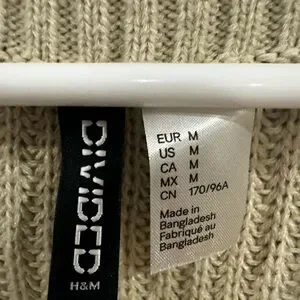 DIVIDED
H&M
EUR M
US M
CA M
MX M
CN 170/96A
Made in
Bangladesh
Fabriqué au
Bangladesh